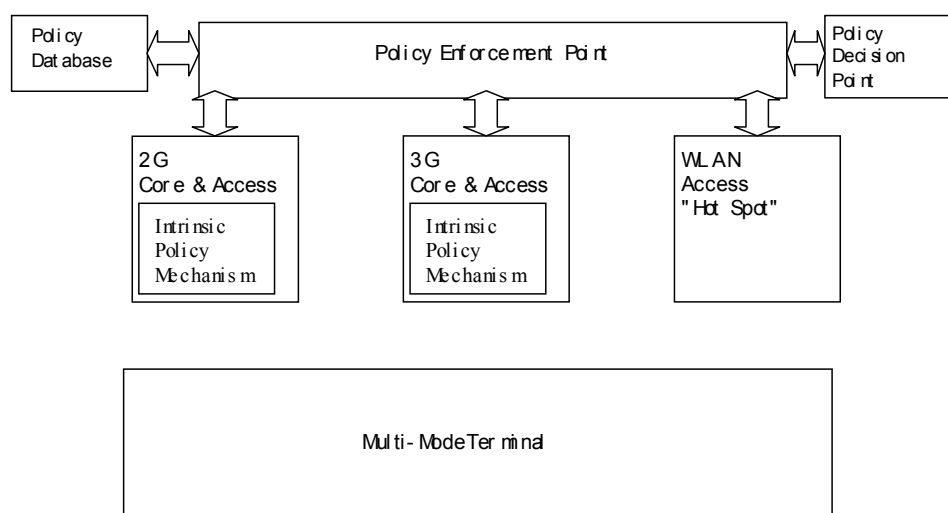 Policy
Database
Policy Enforcement Point
Policy
Decision
Point
2G
Core & Access
Intrinsic
Policy
Mechanism
3G
Core & Access
Intrinsic
Policy
Mechanism
WLAN
Access
"Hot Spot"
Multi-ModeTerminal